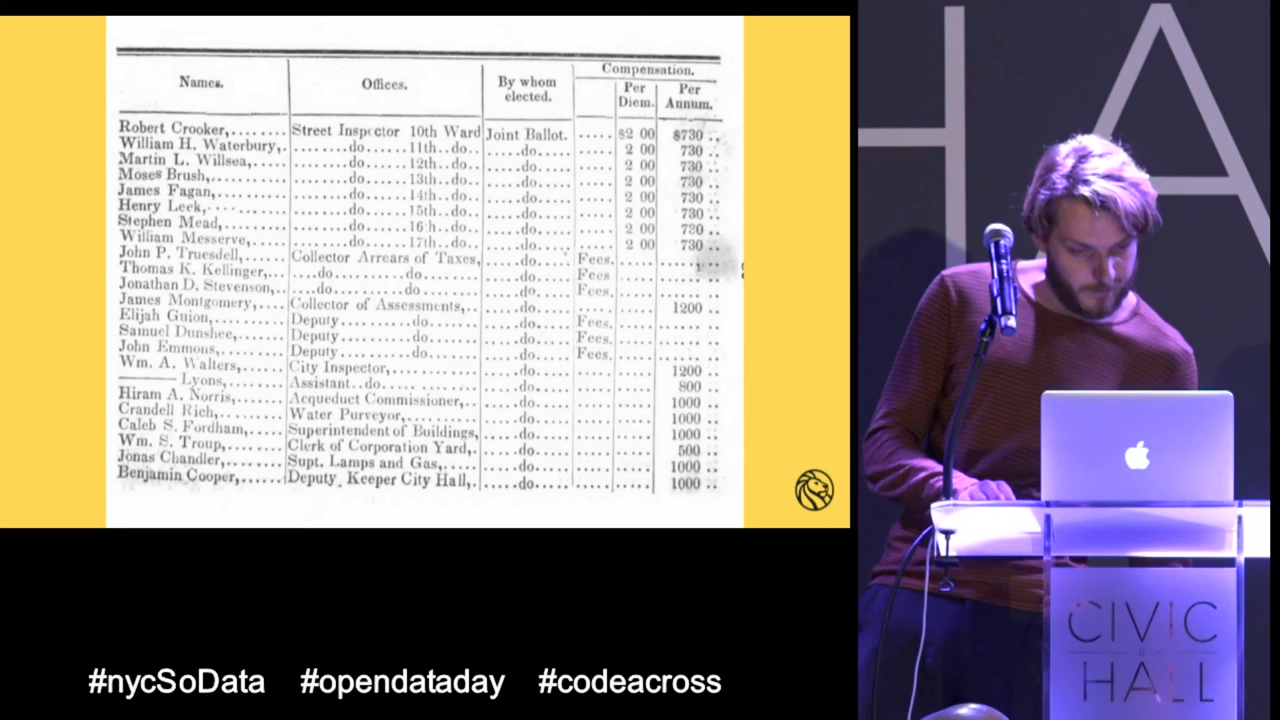 Names. Offices. By whom elected. Compensation. Per Diem. Per Annum.
Robert Crooker,........ Street Inspector 10th Ward Joint Ballot. ..... $2 00 $730 ..
William H. Waterbury,. ........do.....11th..do.. .....do..... ..... 2 00 730 ..
Martin L. Willsea,..... ........do.....12th..do.. .....do..... ..... 2 00 730 ..
Moses Brush,........... ........do.....13th..do.. .....do..... ..... 2 00 730 ..
James Fagan,.......... ........do.....14th..do.. .....do..... ..... 2 00 730 ..
Henry Leek,........... ........do.....15th..do.. .....do..... ..... 2 00 730 ..
Stephen Mead,......... ........do.....16th..do.. .....do..... ..... 2 00 730 ..
William Messerve,..... ........do.....17th..do.. .....do..... ..... 2 00 730 ..
John P. Truesdell,...... Collector Arrears of Taxes, .....do..... Fees. ..... ......
Thomas K. Kellinger,... ....do........do...... .....do..... Fees ..... ......
Jonathan D. Stevenson,.. ....do........do...... .....do..... Fees. ..... ......
James Montgomery,.... Collector of Assessments,.. .....do..... ..... ..... 1200 ..
Elijah Guion,.......... Deputy.........do..... .....do..... Fees. ..... ......
Samuel Dunshee,....... Deputy.........do..... .....do..... Fees. ..... ......
John Emmons,......... Deputy.........do..... .....do..... Fees. ..... ......
Wm. A. Walters,....... City Inspector,........... .....do..... ..... ..... 1200 ..
——— Lyons,........ Assistant..do............ .....do..... ..... ..... 800 ..
Hiram A. Norris,....... Acqueduct Commissioner,.. .....do..... ..... ..... 1000 ..
Crandell Rich,......... Water Purveyor,......... .....do..... ..... ..... 1000 ..
Caleb S. Fordham,...... Superintendent of Buildings, .....do..... ..... ..... 1000 ..
Wm. S. Troup,......... Clerk of Corporation Yard,. .....do..... ..... ..... 500 ..
Jonas Chandler,........ Supt. Lamps and Gas,..... .....do..... ..... ..... 1000 ..
Benjamin Cooper,...... Deputy Keeper City Hall,. .....do..... ..... ..... 1000 ..
#nycSoData #opendataday #codeacross
HA
CIVIC
HALL